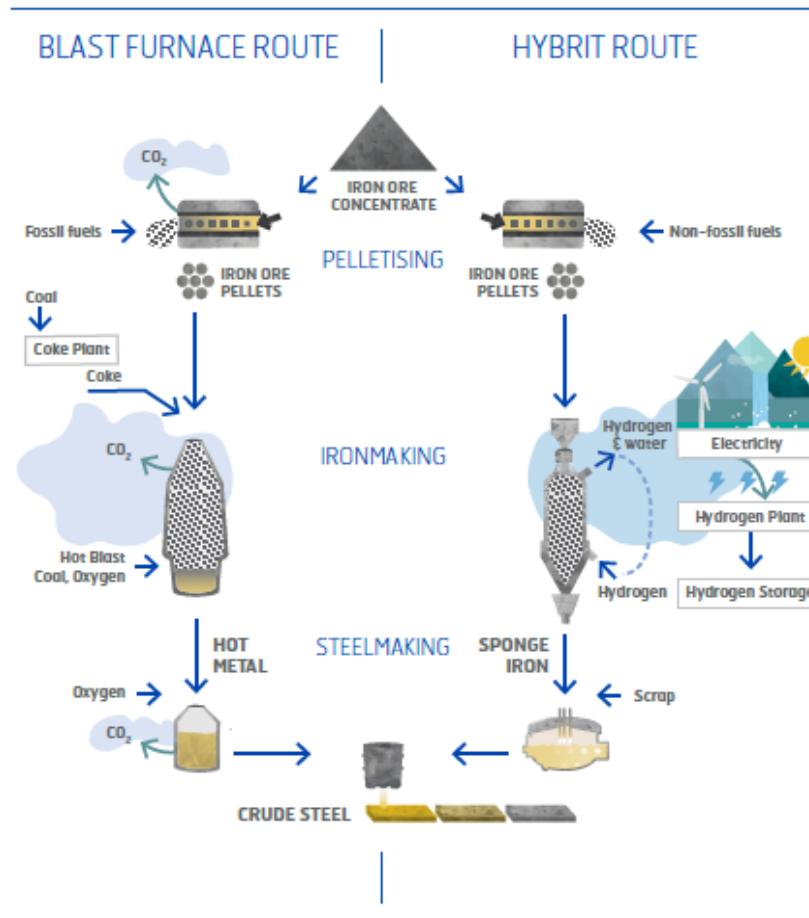 BLAST FURNACE ROUTE
HYBRIT ROUTE
CO₂
IRON ORE
CONCENTRATE
Fossil fuels
Non-fossil fuels
PELLETISING
IRON ORE
PELLETS
IRON ORE
PELLETS
Coal
Coke Plant
Coke
CO₂
IRONMAKING
Hydrogen
& water
Electricity
Hydrogen Plant
Hot Blast
Coal, Oxygen
Hydrogen
Hydrogen Storage
HOT
METAL
STEELMAKING
SPONGE
IRON
Oxygen
Scrap
CO₂
CRUDE STEEL